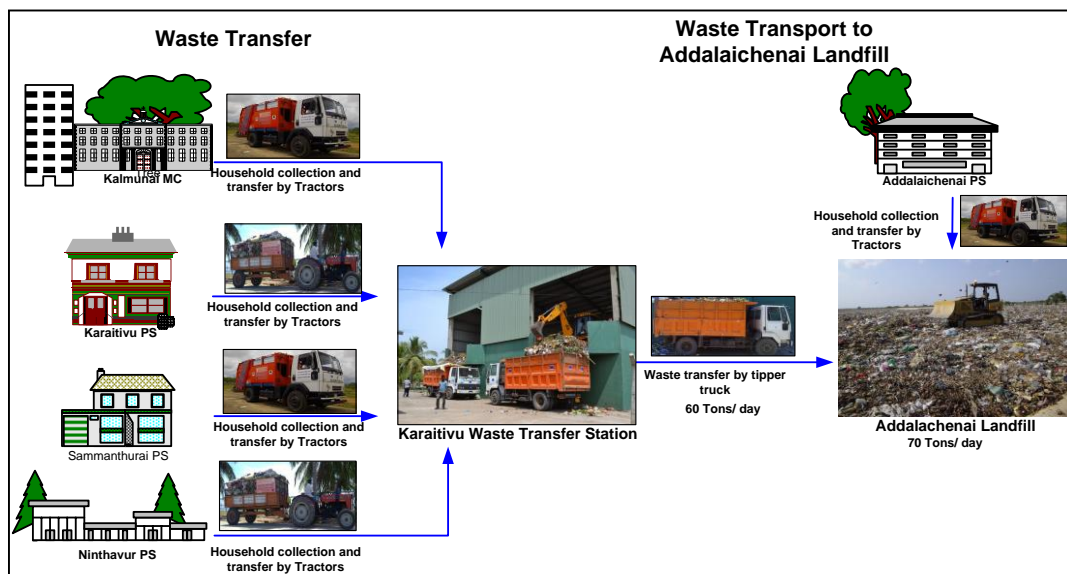 Waste Transfer
Waste Transport to
Addalaichenai Landfill
Tree
Kalmunai MC
Household collection and
transfer by Tractors
Addalaichenai PS
Household collection
and transfer by
Tractors
Karaitivu PS
Household collection and
transfer by Tractors
Waste transfer by tipper
truck
60 Tons/ day
Karaitivu Waste Transfer Station
Addalachenai Landfill
70 Tons/ day
Sammanthurai PS
Household collection and
transfer by Tractors
Ninthavur PS
Household collection and
transfer by Tractors